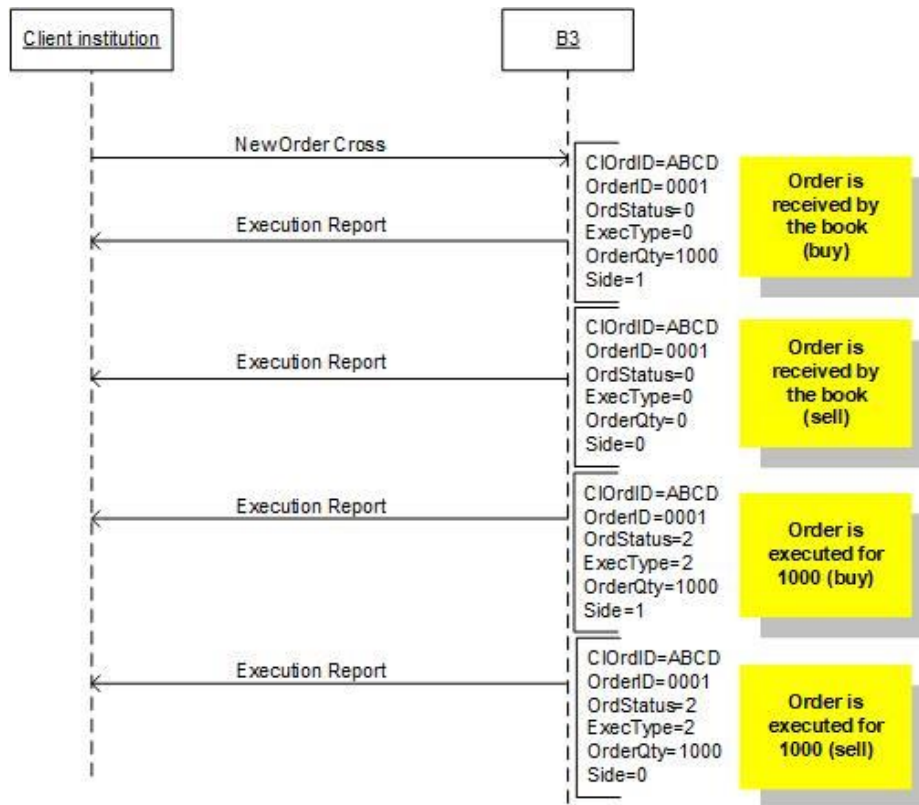 Client institution
B3
NewOrder Cross
ClOrdID=ABCD
OrderID=0001
OrdStatus=0
ExecType=0
OrderQty=1000
Side=1
Order is
received by
the book
(buy)
Execution Report
ClOrdID=ABCD
OrderID=0001
OrdStatus=0
ExecType=0
OrderQty=0
Side=0
Order is
received by
the book
(sell)
Execution Report
ClOrdID=ABCD
OrderID=0001
OrdStatus=2
ExecType=2
OrderQty=1000
Side=1
Order is
executed for
1000 (buy)
Execution Report
ClOrdID=ABCD
OrderID=0001
OrdStatus=2
ExecType=2
OrderQty=1000
Side=0
Order is
executed for
1000 (sell)
Execution Report